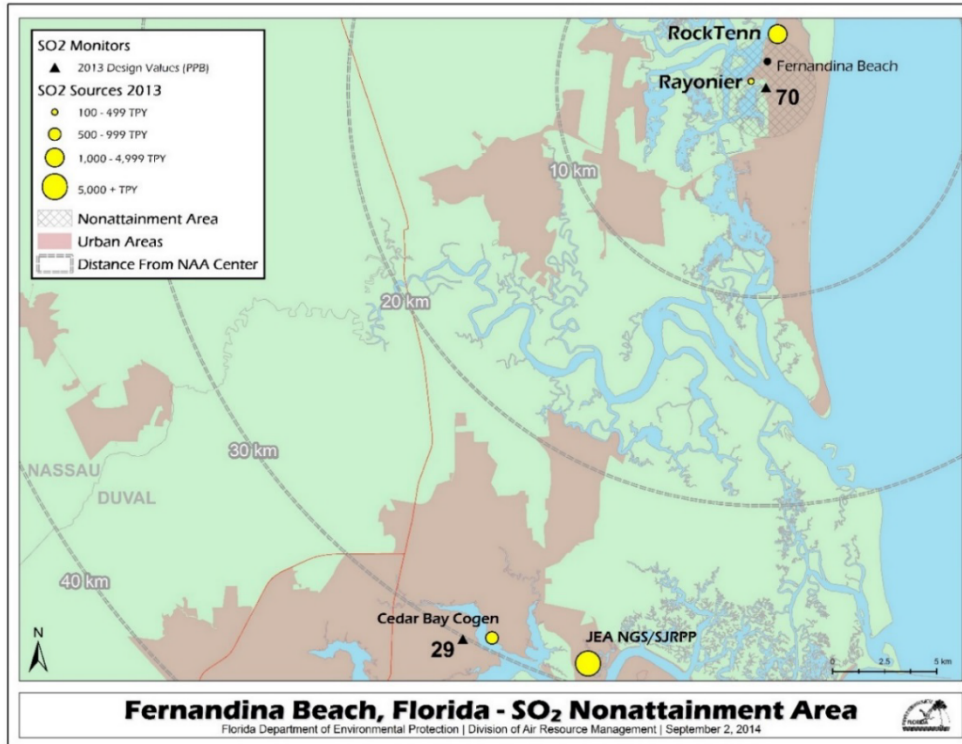 SO2 Monitors
2013 Design Values (PPB)
SO2 Sources 2013
100 - 499 TPY
500 - 999 TPY
1,000 - 4,999 TPY
5,000 + TPY
Nonattainment Area
Urban Areas
Distance From NAA Center
RockTenn
Fernandina Beach
Rayonier
70
10 km
20 km
30 km
NASSAU
DUVAL
40 km
Cedar Bay Cogen
29
JEA NGS/SJRPP
N
0 2.5 5 km
Fernandina Beach, Florida - SO₂ Nonattainment Area
Florida Department of Environmental Protection | Division of Air Resource Management | September 2, 2014